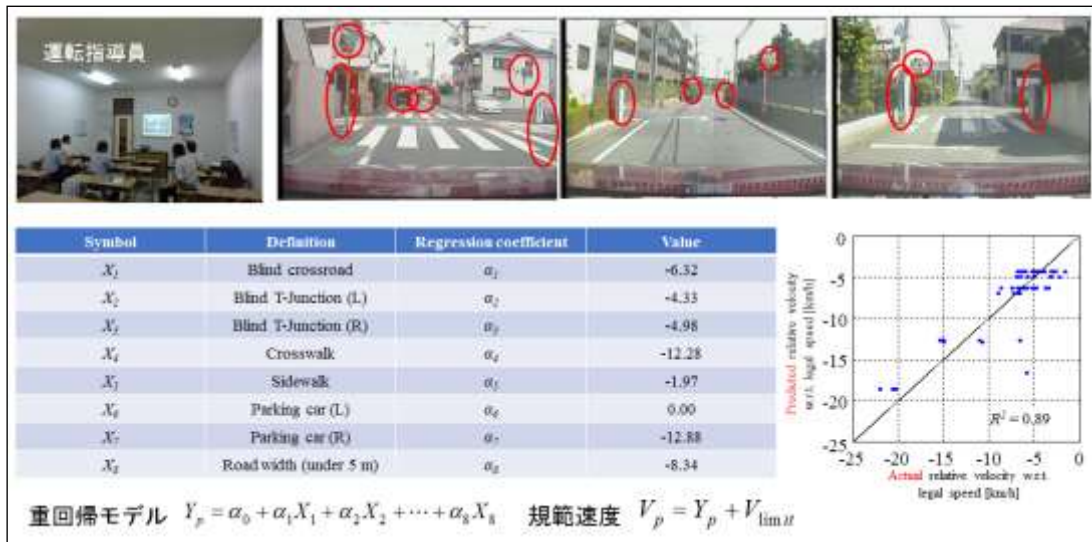 運転指導員
Symbol Definition Regression coefficient Value
X1 Blind crossroad α1 -6.32
X2 Blind T-Junction (L) α2 -4.33
X3 Blind T-Junction (R) α3 -4.98
X4 Crosswalk α4 -12.28
X5 Sidewalk α5 -1.97
X6 Parking car (L) α6 0.00
X7 Parking car (R) α7 -12.88
X8 Road width (under 5 m) α8 -8.34
Predicted relative velocity
w.r.t. legal speed [km/h]
0
-5
-10
-15
-20
-25
R² = 0.89
-25 -20 -15 -10 -5 0
Actual relative velocity w.r.t.
legal speed [km/h]
重回帰モデル Yp = α0 + α1X1 + α2X2 + ⋯ + α8X8 規範速度 Vp = Yp + Vlimit